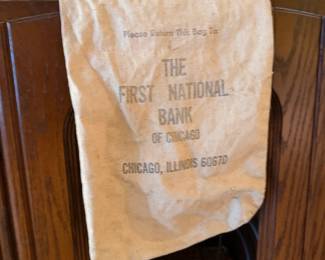 Please Return This Bag To
THE
FIRST NATIONAL
BANK
OF CHICAGO
CHICAGO, ILLINOIS 60670